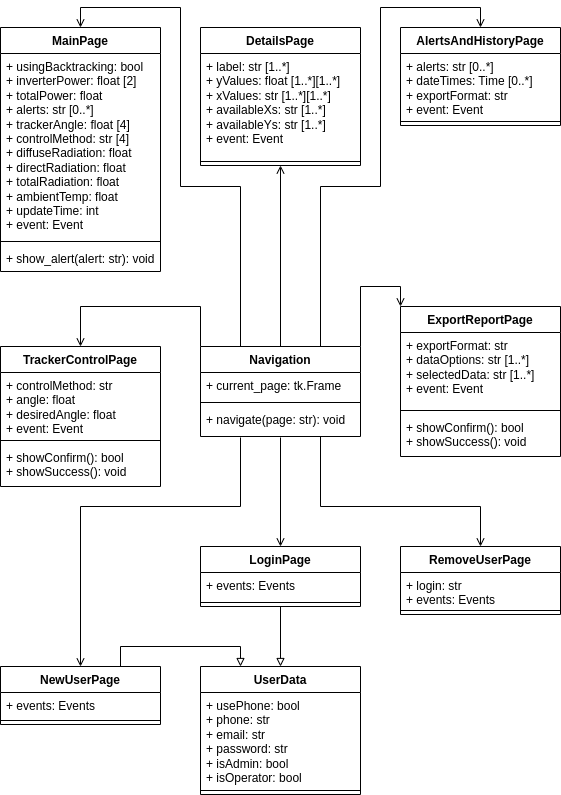 MainPage
+ usingBacktracking: bool
+ inverterPower: float [2]
+ totalPower: float
+ alerts: str [0..*]
+ trackerAngle: float [4]
+ controlMethod: str [4]
+ diffuseRadiation: float
+ directRadiation: float
+ totalRadiation: float
+ ambientTemp: float
+ updateTime: int
+ event: Event
+ show_alert(alert: str): void
DetailsPage
+ label: str [1..*]
+ yValues: float [1..*][1..*]
+ xValues: str [1..*][1..*]
+ availableXs: str [1..*]
+ availableYs: str [1..*]
+ event: Event
AlertsAndHistoryPage
+ alerts: str [0..*]
+ dateTimes: Time [0..*]
+ exportFormat: str
+ event: Event
TrackerControlPage
+ controlMethod: str
+ angle: float
+ desiredAngle: float
+ event: Event
+ showConfirm(): bool
+ showSuccess(): void
Navigation
+ current_page: tk.Frame
+ navigate(page: str): void
ExportReportPage
+ exportFormat: str
+ dataOptions: str [1..*]
+ selectedData: str [1..*]
+ event: Event
+ showConfirm(): bool
+ showSuccess(): void
LoginPage
+ events: Events
RemoveUserPage
+ login: str
+ events: Events
NewUserPage
+ events: Events
UserData
+ usePhone: bool
+ phone: str
+ email: str
+ password: str
+ isAdmin: bool
+ isOperator: bool